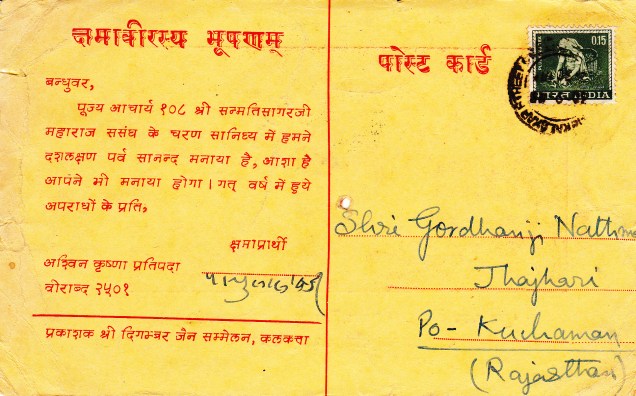 क्षमावीरस्य भूषणम्
बन्धुवर,
पूज्य आचार्य १०८ श्री सन्मतिसागरजी
महाराज ससंघ के चरण सानिध्य में हमने
दशलक्षण पर्व सानन्द मनाया है, आशा है
आपने भी मनाया होगा। गत् वर्ष में हुये
अपराधों के प्रति,
क्षमाप्रार्थी
अश्विन कृष्णा प्रतिपदा
वीराब्द २५०१
प्रकाशक श्री दिगम्बर जैन सम्मेलन, कलकत्ता
पोस्ट कार्ड
0.15
भारत INDIA
Shri Gordhanji Nathm
Jhajhari
Po- Kuchaman
(Rajasthan)